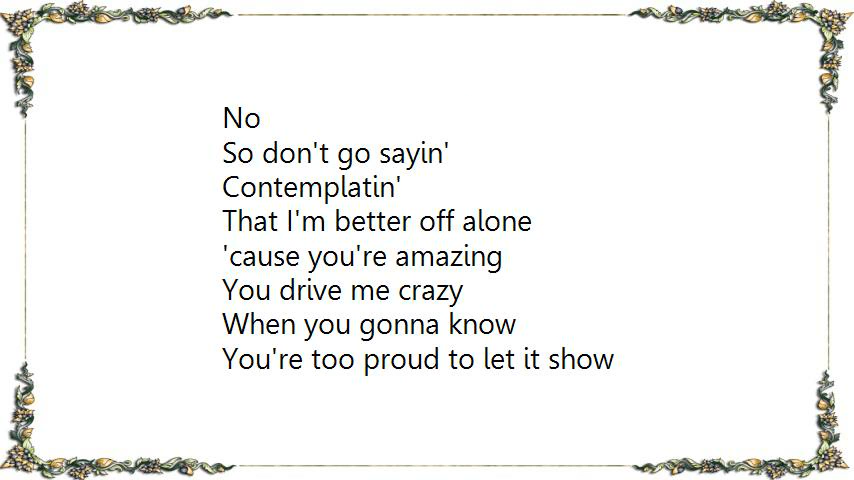 No
So don't go sayin'
Contemplatin'
That I'm better off alone
'cause you're amazing
You drive me crazy
When you gonna know
You're too proud to let it show